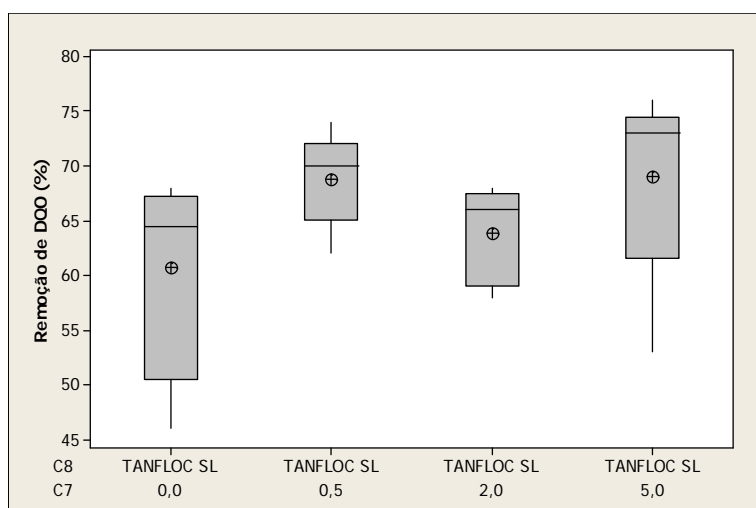 80
75
70
65
60
55
50
45
Remoção de DQO (%)
C8 TANFLOC SL TANFLOC SL TANFLOC SL TANFLOC SL
C7 0,0 0,5 2,0 5,0